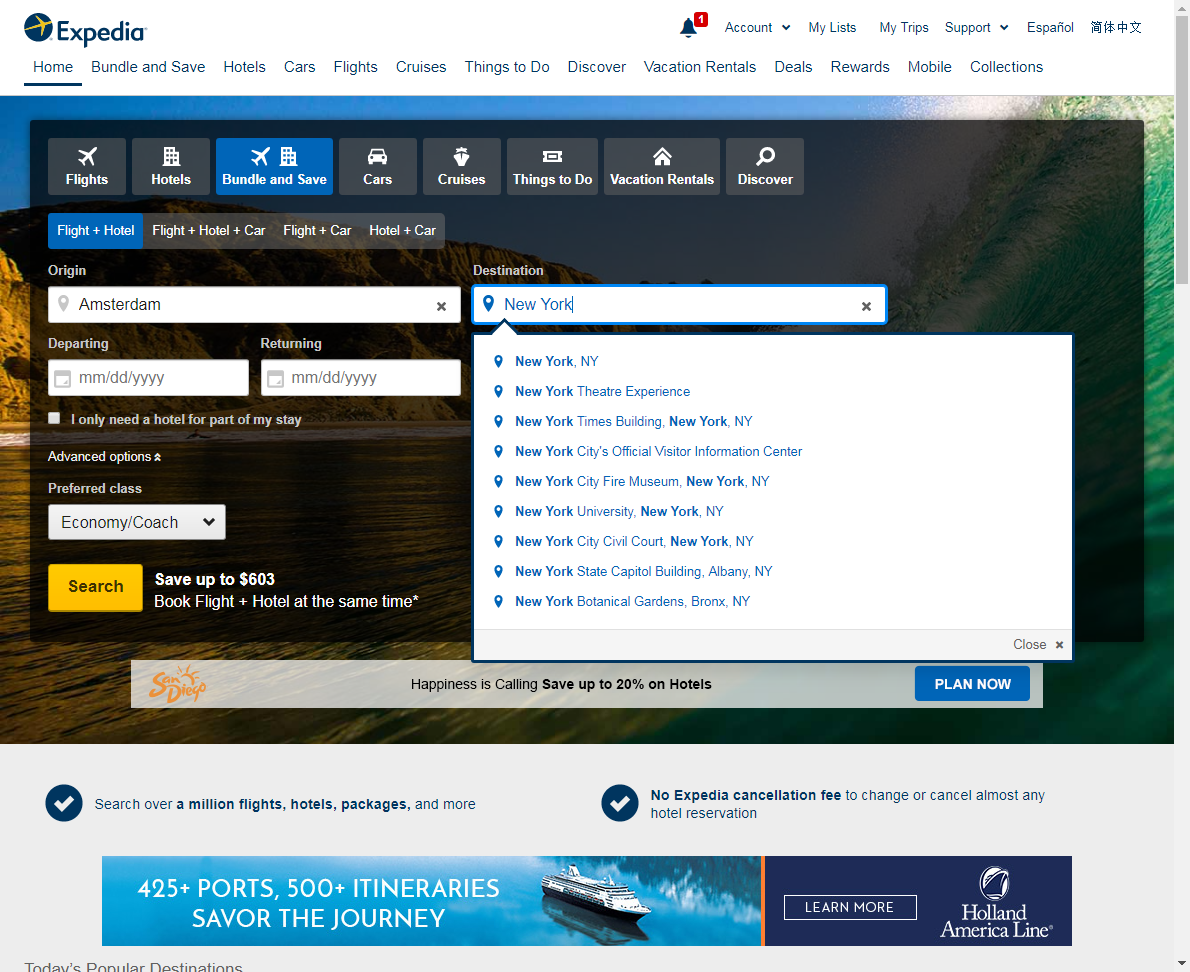 Expedia
1
Account My Lists My Trips Support Español 简体中文
Home Bundle and Save Hotels Cars Flights Cruises Things to Do Discover Vacation Rentals Deals Rewards Mobile Collections
Flights Hotels Bundle and Save Cars Cruises Things to Do Vacation Rentals Discover
Flight + Hotel Flight + Hotel + Car Flight + Car Hotel + Car
Origin Destination
Amsterdam New York
Departing Returning
mm/dd/yyyy mm/dd/yyyy
I only need a hotel for part of my stay
Advanced options
Preferred class
Economy/Coach
Search
Save up to $603
Book Flight + Hotel at the same time*
New York, NY
New York Theatre Experience
New York Times Building, New York, NY
New York City's Official Visitor Information Center
New York City Fire Museum, New York, NY
New York University, New York, NY
New York City Civil Court, New York, NY
New York State Capitol Building, Albany, NY
New York Botanical Gardens, Bronx, NY
Close
San Diego
Happiness is Calling Save up to 20% on Hotels
PLAN NOW
Search over a million flights, hotels, packages, and more
No Expedia cancellation fee to change or cancel almost any
hotel reservation
425+ PORTS, 500+ ITINERARIES
SAVOR THE JOURNEY
LEARN MORE
Holland
America Line®
Today's Popular Destinations